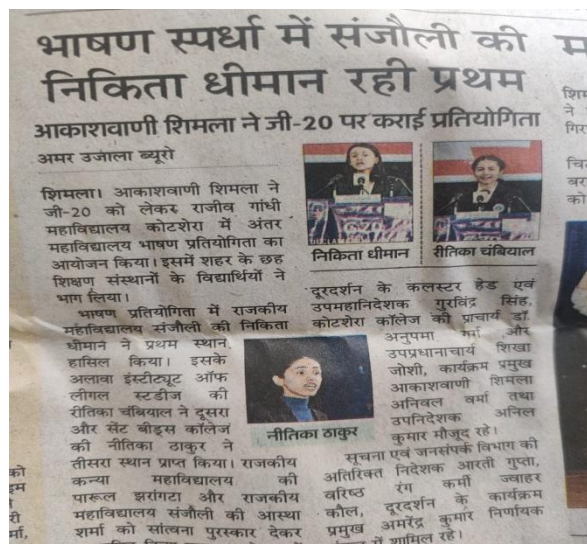 भाषण स्पर्धा में संजौली की
निकिता धीमान रही प्रथम
आकाशवाणी शिमला ने जी-20 पर कराई प्रतियोगिता
अमर उजाला ब्यूरो
शिमला। आकाशवाणी शिमला ने
जी-20 को लेकर राजीव गांधी
महाविद्यालय कोटशेरा में अंतर
महाविद्यालय भाषण प्रतियोगिता का
आयोजन किया। इसमें शहर के छह
शिक्षण संस्थानों के विद्यार्थियों ने
भाग लिया।
भाषण प्रतियोगिता में राजकीय
महाविद्यालय संजौली की निकिता
धीमान ने प्रथम स्थान
हासिल किया। इसके
अलावा इंस्टीट्यूट ऑफ
लीगल स्टडीज की
रीतिका चंबियाल ने दूसरा
और सेंट बीड्स कॉलेज
की नीतिका ठाकुर ने
तीसरा स्थान प्राप्त किया। राजकीय
कन्या महाविद्यालय की
पारूल झरांगटा और राजकीय
महाविद्यालय संजौली की आस्था
शर्मा को सांत्वना पुरस्कार देकर
निकिता धीमान
रीतिका चंबियाल
नीतिका ठाकुर
दूरदर्शन के कलस्टर हेड एवं
उपमहानिदेशक गुरविंद्र सिंह,
कोटशेरा कॉलेज की प्राचार्य डॉ.
अनुपमा गर्ग और
उपप्रधानाचार्य शिखा
जोशी, कार्यक्रम प्रमुख
आकाशवाणी शिमला
अनिवल वर्मा तथा
उपनिदेशक अनिल
कुमार मौजूद रहे।
सूचना एवं जनसंपर्क विभाग की
अतिरिक्त निदेशक आरती गुप्ता,
वरिष्ठ रंग कर्मी ज्वाहर
कौल, दूरदर्शन के कार्यक्रम
प्रमुख अमरेंद्र कुमार निर्णायक
में शामिल रहे।